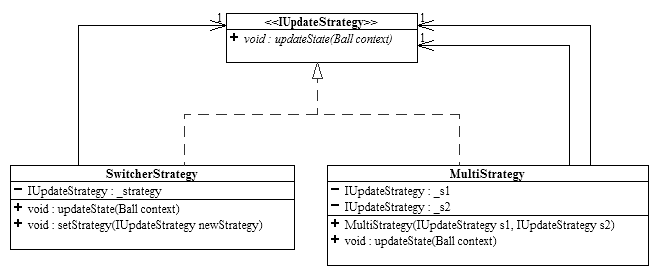 1 <<IUpdateStrategy>> 1
+ void : updateState(Ball context)
1
SwitcherStrategy
− IUpdateStrategy : _strategy
+ void : updateState(Ball context)
+ void : setStrategy(IUpdateStrategy newStrategy)
MultiStrategy
− IUpdateStrategy : _s1
− IUpdateStrategy : _s2
+ MultiStrategy(IUpdateStrategy s1, IUpdateStrategy s2)
+ void : updateState(Ball context)